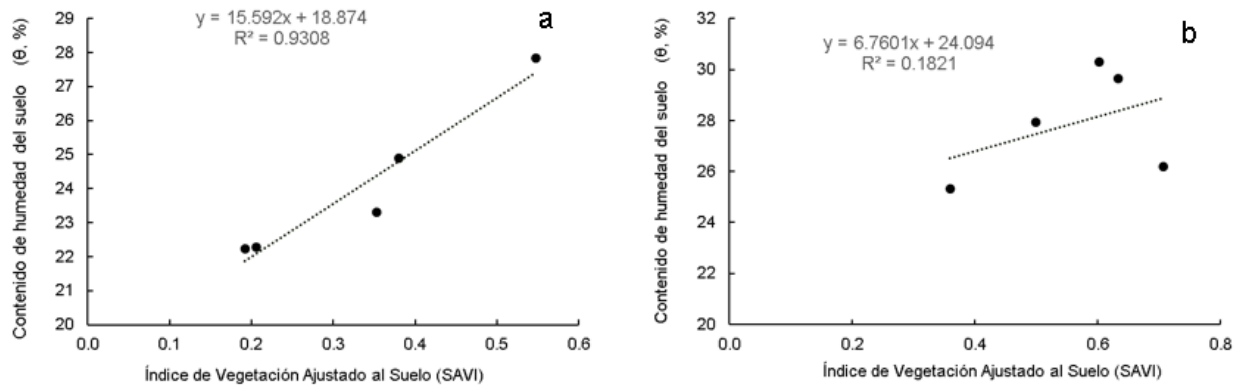 a
y = 15.592x + 18.874
R² = 0.9308
Contenido de humedad del suelo (θ, %)
29
28
27
26
25
24
23
22
21
20
0.0 0.1 0.2 0.3 0.4 0.5 0.6
Índice de Vegetación Ajustado al Suelo (SAVI)
b
y = 6.7601x + 24.094
R² = 0.1821
Contenido de humedad del suelo (θ, %)
32
30
28
26
24
22
20
0.0 0.2 0.4 0.6 0.8
Índice de Vegetación Ajustado al Suelo (SAVI)